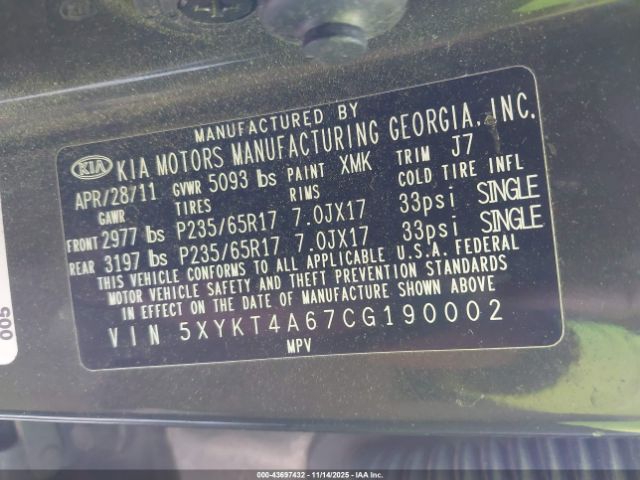 MANUFACTURED BY
KIA KIA MOTORS MANUFACTURING GEORGIA, INC.
APR/28/11 GVWR 5093 lbs PAINT XMK TRIM J7
GAWR TIRES RIMS COLD TIRE INFL
FRONT 2977 lbs P235/65R17 7.0JX17 33psi SINGLE
REAR 3197 lbs P235/65R17 7.0JX17 33psi SINGLE
THIS VEHICLE CONFORMS TO ALL APPLICABLE U.S.A. FEDERAL
MOTOR VEHICLE SAFETY AND THEFT PREVENTION STANDARDS
IN EFFECT ON THE DATE OF MANUFACTURE SHOWN ABOVE
VIN 5XYKT4A67CG190002
MPV
005
000-43697432 - 11/14/2025 - IAA Inc.